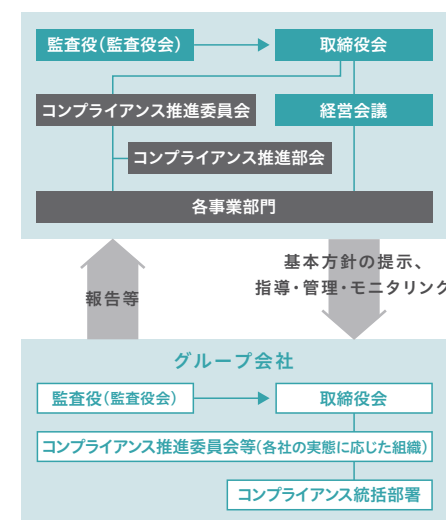 監査役(監査役会)
取締役会
コンプライアンス推進委員会
経営会議
コンプライアンス推進部会
各事業部門
報告等
基本方針の提示、
指導・管理・モニタリング
グループ会社
監査役(監査役会)
取締役会
コンプライアンス推進委員会等(各社の実態に応じた組織)
コンプライアンス統括部署